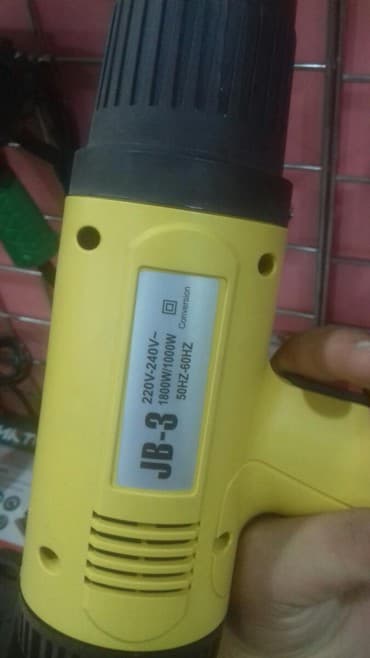 JB-3
220V-240V~
1800W/1000W
50HZ-60HZ
Conversion